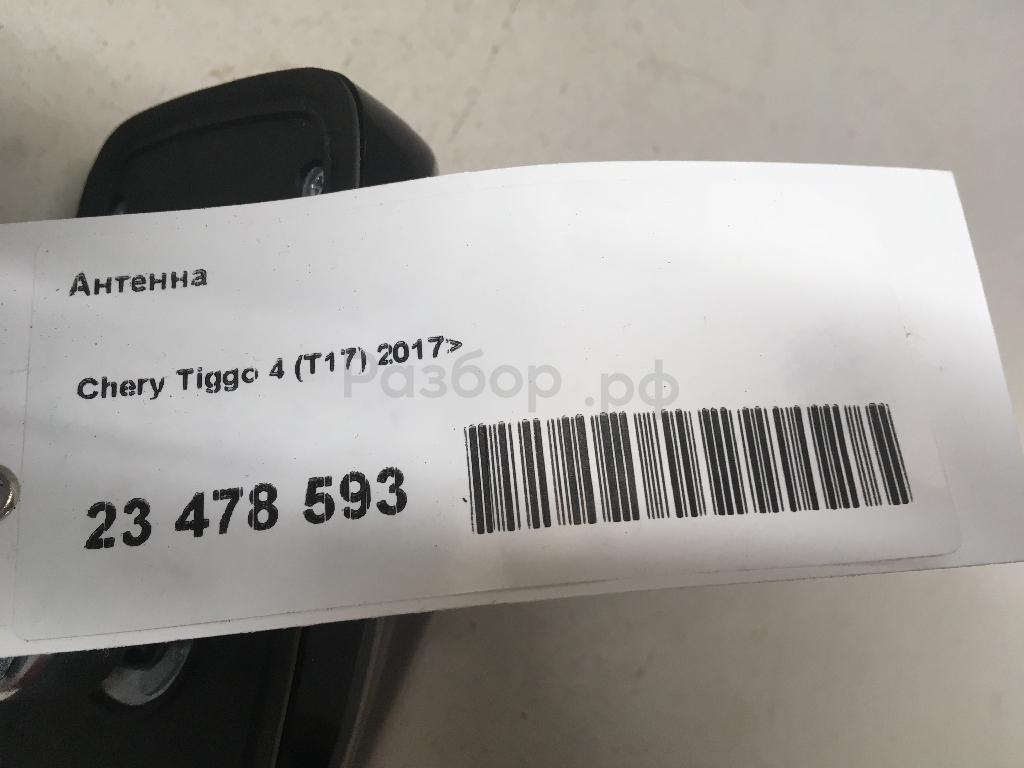 Антенна
Chery Tiggo 4 (T17) 2017>
Разбор.рф
23 478 593